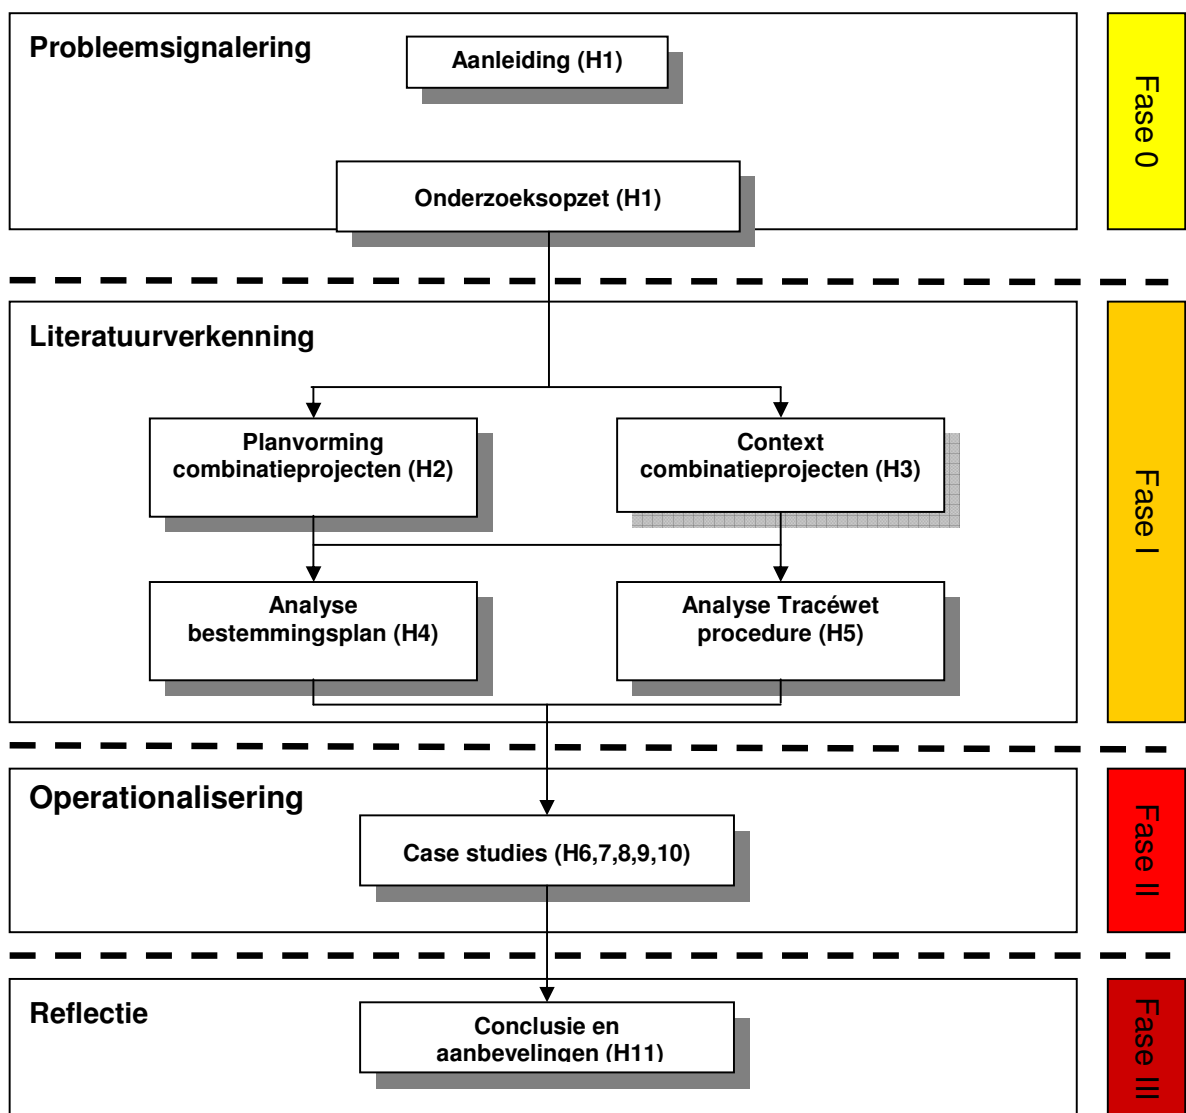 Probleemsignalering
Aanleiding (H1)
Onderzoeksopzet (H1)
Fase 0
Literatuurverkenning
Planvorming
combinatieprojecten (H2)
Context
combinatieprojecten (H3)
Analyse
bestemmingsplan (H4)
Analyse Tracéwet
procedure (H5)
Fase I
Operationalisering
Case studies (H6,7,8,9,10)
Fase II
Reflectie
Conclusie en
aanbevelingen (H11)
Fase III